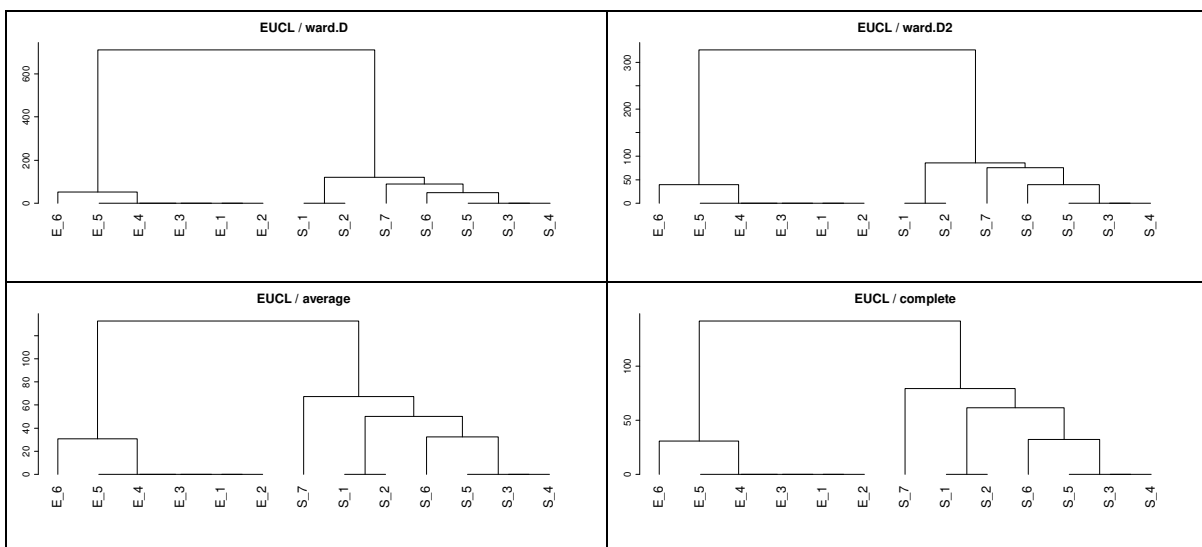 EUCL / ward.D
600
400
200
0
E_6 E_5 E_4 E_3 E_1 E_2 S_1 S_2 S_7 S_6 S_5 S_3 S_4
EUCL / ward.D2
300
200
100
50
0
E_6 E_5 E_4 E_3 E_1 E_2 S_1 S_2 S_7 S_6 S_5 S_3 S_4
EUCL / average
100
80
60
40
20
0
E_6 E_5 E_4 E_3 E_1 E_2 S_7 S_1 S_2 S_6 S_5 S_3 S_4
EUCL / complete
100
50
0
E_6 E_5 E_4 E_3 E_1 E_2 S_7 S_1 S_2 S_6 S_5 S_3 S_4